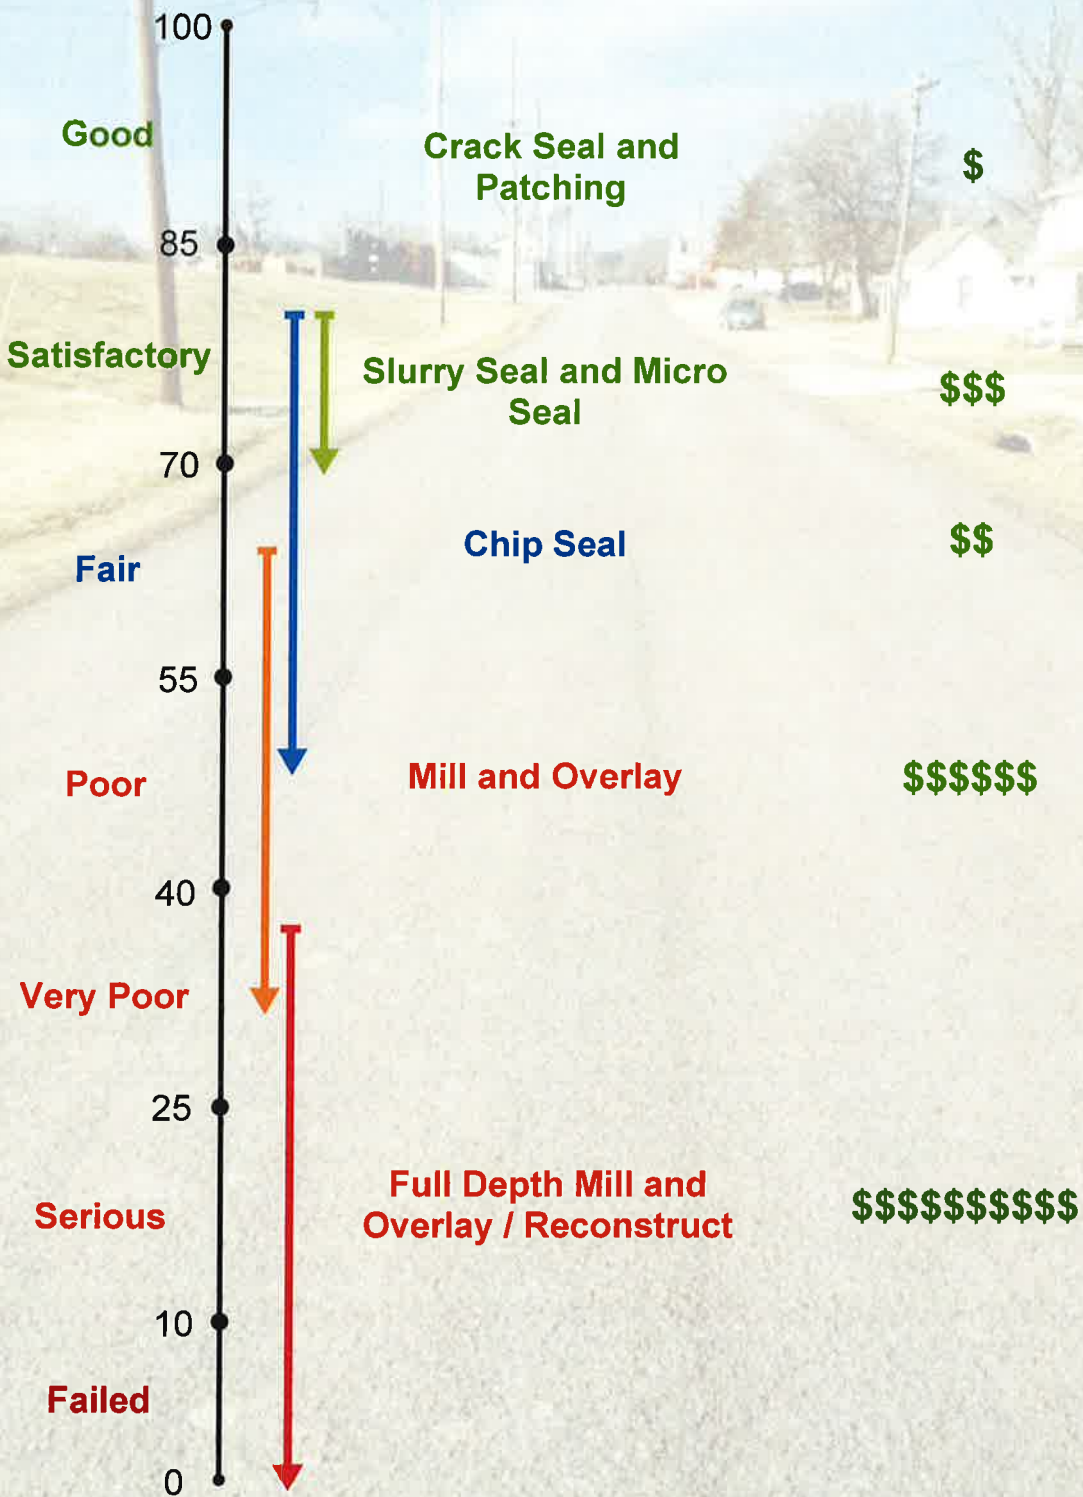 100
Good
Crack Seal and
Patching
$
85
Satisfactory
Slurry Seal and Micro
Seal
$$$
70
Fair
Chip Seal
$$
55
Poor
Mill and Overlay
$$$$$$
40
Very Poor
25
Serious
Full Depth Mill and
Overlay / Reconstruct
$$$$$$$$$$
10
Failed
0